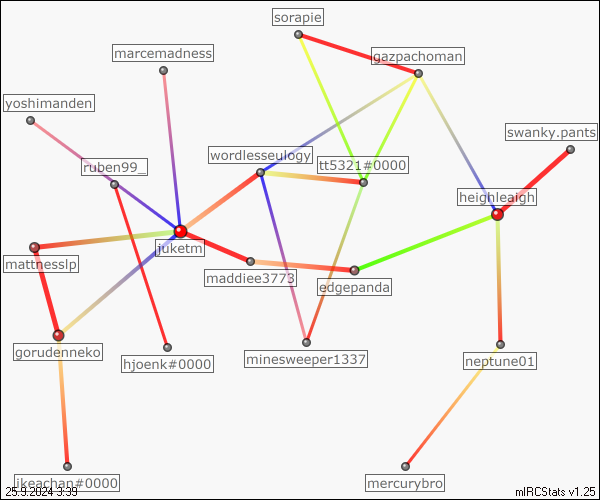 sorapie
marcemadness
gazpachoman
yoshimanden
swanky.pants
wordlesseulogy
ruben99_
tt5321#0000
heighleaigh
juketm
mattnesslp
maddiee3773
edgepanda
gorudenneko
hjoenk#0000
minesweeper1337
neptune01
ikeachan#0000
mercurybro
25.9.2024 3:39
mIRCStats v1.25